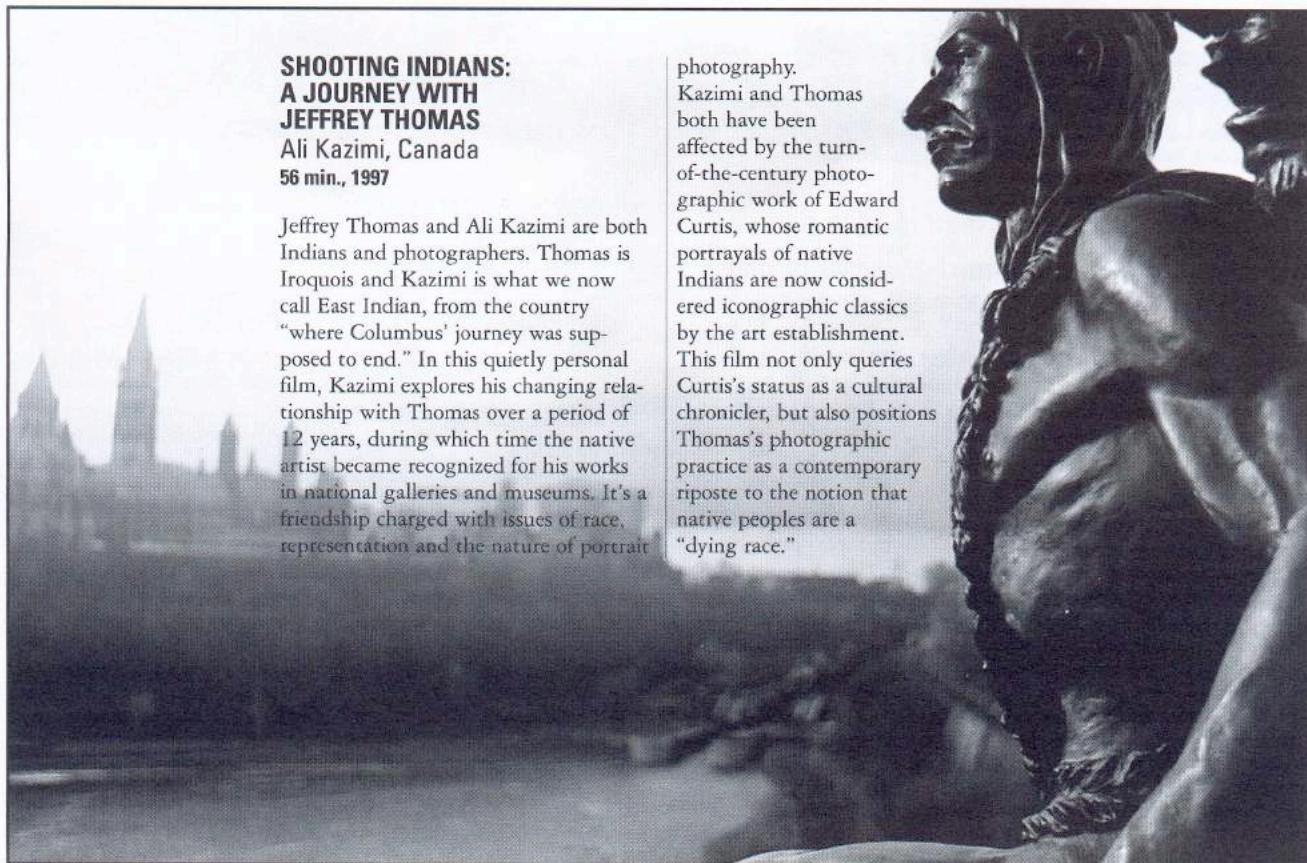 SHOOTING INDIANS:
A JOURNEY WITH
JEFFREY THOMAS
Ali Kazimi, Canada
56 min., 1997
Jeffrey Thomas and Ali Kazimi are both
Indians and photographers. Thomas is
Iroquois and Kazimi is what we now
call East Indian, from the country
“where Columbus’ journey was sup-
posed to end.” In this quietly personal
film, Kazimi explores his changing rela-
tionship with Thomas over a period of
12 years, during which time the native
artist became recognized for his works
in national galleries and museums. It’s a
friendship charged with issues of race,
representation and the nature of portrait
photography.
Kazimi and Thomas
both have been
affected by the turn-
of-the-century photo-
graphic work of Edward
Curtis, whose romantic
portrayals of native
Indians are now consid-
ered iconographic classics
by the art establishment.
This film not only queries
Curtis’s status as a cultural
chronicler, but also positions
Thomas’s photographic
practice as a contemporary
riposte to the notion that
native peoples are a
“dying race.”